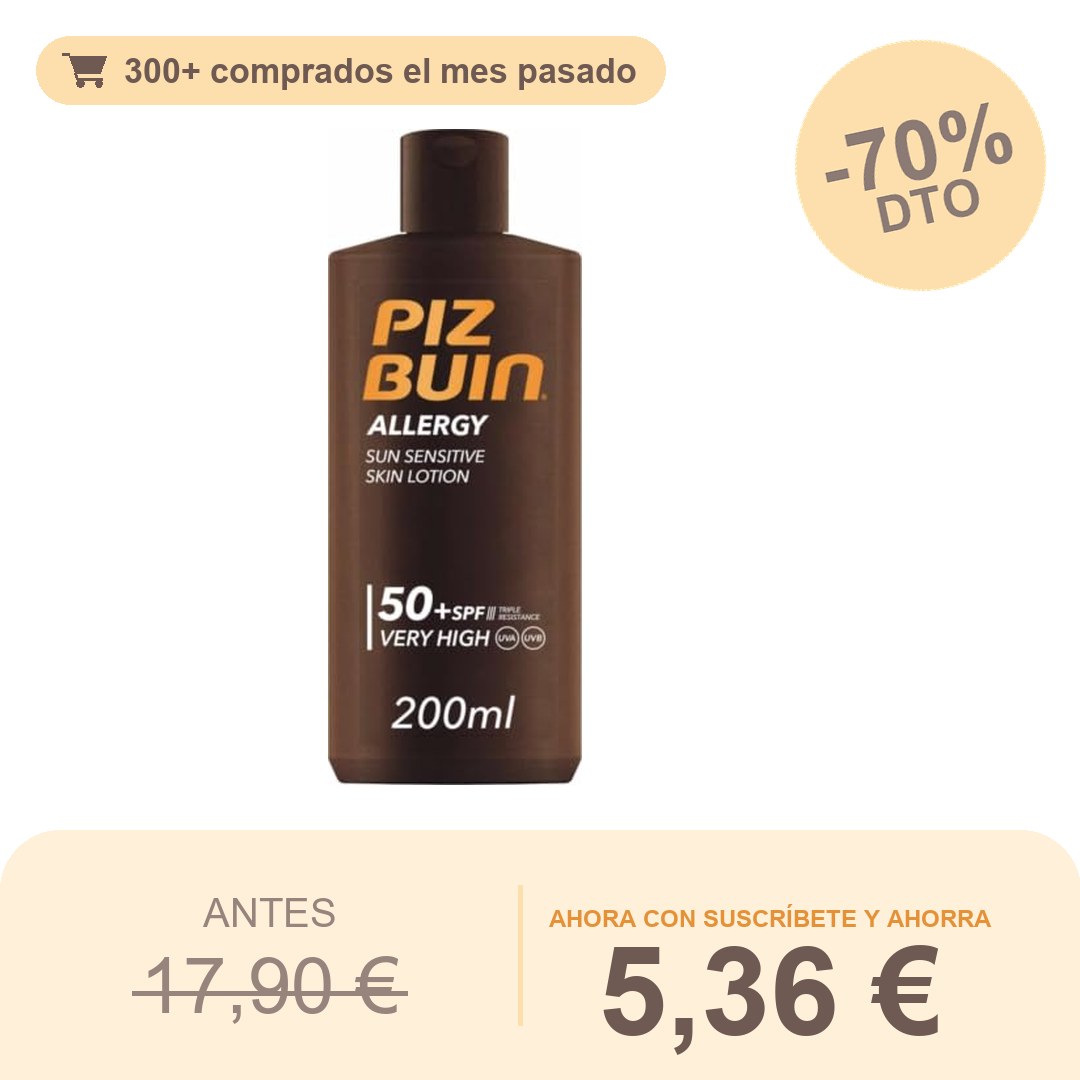 300+ comprados el mes pasado
-70%
DTO
PIZ
BUIN
ALLERGY
SUN SENSITIVE
SKIN LOTION
50+SPF TRIPLE
RESISTANCE
VERY HIGH UVA UVB
200ml
ANTES
17,90 €
AHORA CON SUSCRÍBETE Y AHORRA
5,36 €